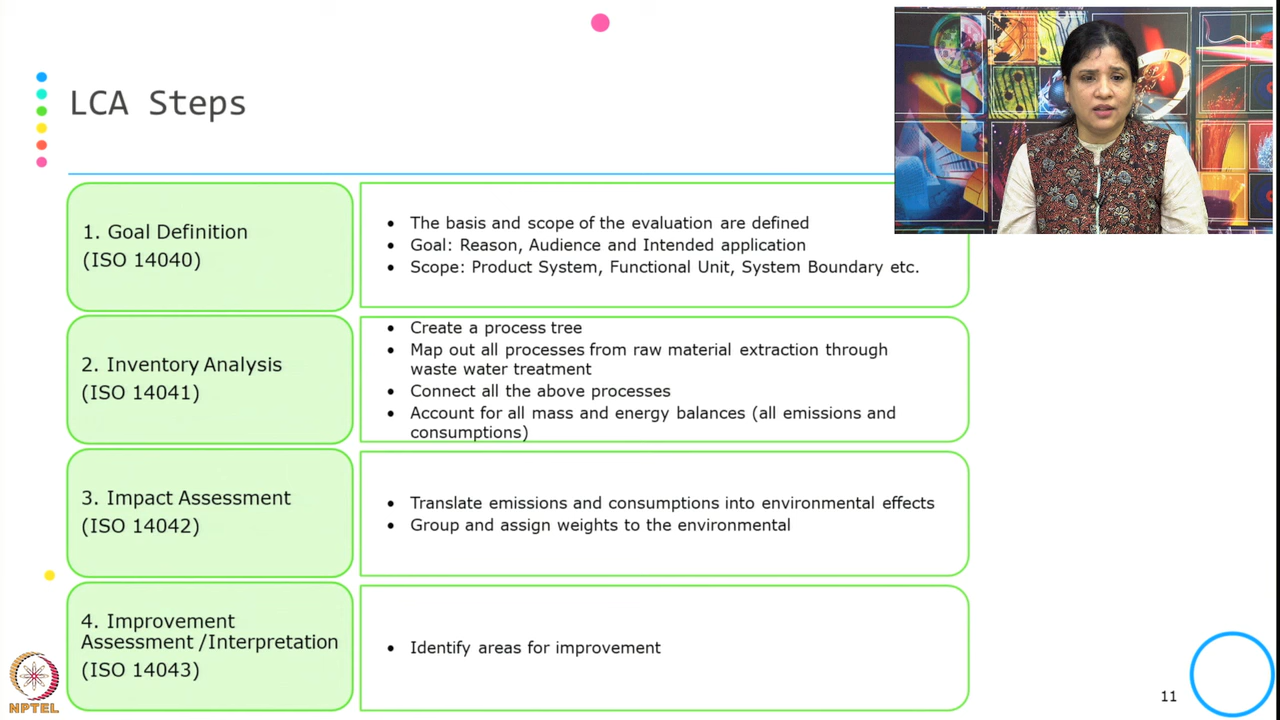 LCA Steps
1. Goal Definition
(ISO 14040)
• The basis and scope of the evaluation are defined
• Goal: Reason, Audience and Intended application
• Scope: Product System, Functional Unit, System Boundary etc.
2. Inventory Analysis
(ISO 14041)
• Create a process tree
• Map out all processes from raw material extraction through
waste water treatment
• Connect all the above processes
• Account for all mass and energy balances (all emissions and
consumptions)
3. Impact Assessment
(ISO 14042)
• Translate emissions and consumptions into environmental effects
• Group and assign weights to the environmental
4. Improvement
Assessment /Interpretation
(ISO 14043)
• Identify areas for improvement
NPTEL
11